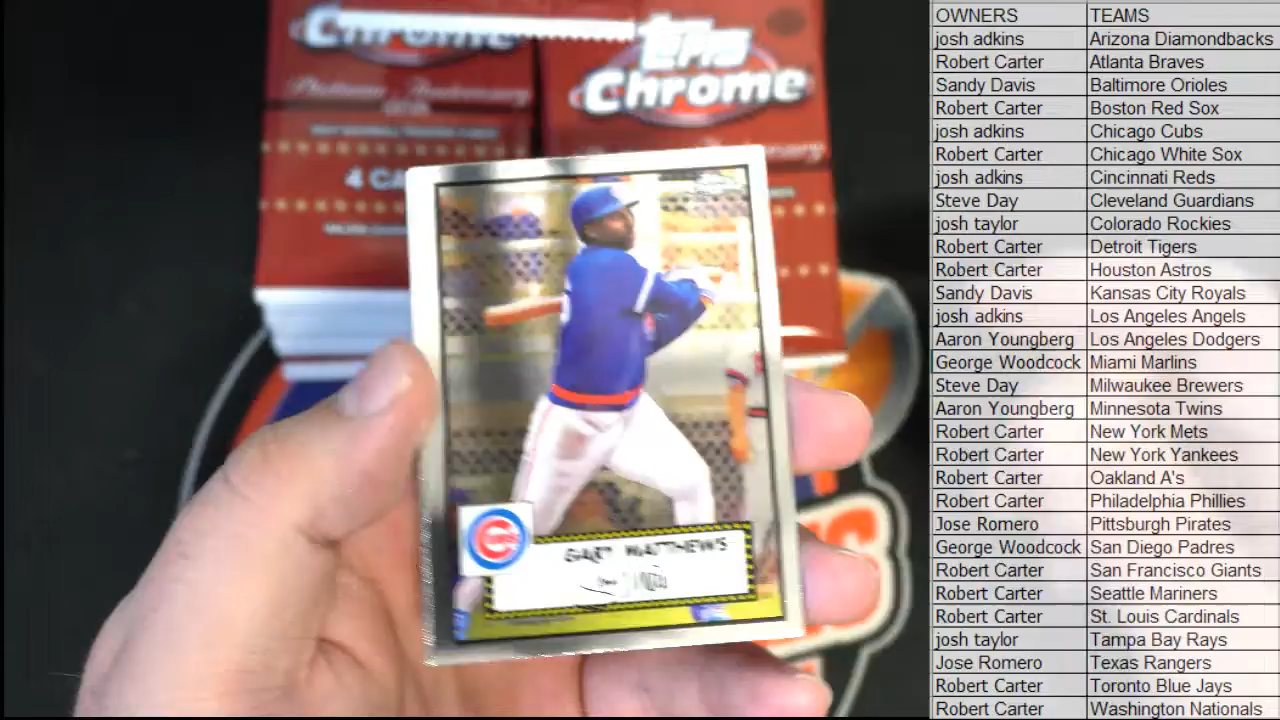 Chrome
Topps
Chrome
Platinum Anniversary
4 CA
GARY MATTHEWS
OWNERS TEAMS
josh adkins Arizona Diamondbacks
Robert Carter Atlanta Braves
Sandy Davis Baltimore Orioles
Robert Carter Boston Red Sox
josh adkins Chicago Cubs
Robert Carter Chicago White Sox
josh adkins Cincinnati Reds
Steve Day Cleveland Guardians
josh taylor Colorado Rockies
Robert Carter Detroit Tigers
Robert Carter Houston Astros
Sandy Davis Kansas City Royals
josh adkins Los Angeles Angels
Aaron Youngberg Los Angeles Dodgers
George Woodcock Miami Marlins
Steve Day Milwaukee Brewers
Aaron Youngberg Minnesota Twins
Robert Carter New York Mets
Robert Carter New York Yankees
Robert Carter Oakland A's
Robert Carter Philadelphia Phillies
Jose Romero Pittsburgh Pirates
George Woodcock San Diego Padres
Robert Carter San Francisco Giants
Robert Carter Seattle Mariners
Robert Carter St. Louis Cardinals
josh taylor Tampa Bay Rays
Jose Romero Texas Rangers
Robert Carter Toronto Blue Jays
Robert Carter Washington Nationals